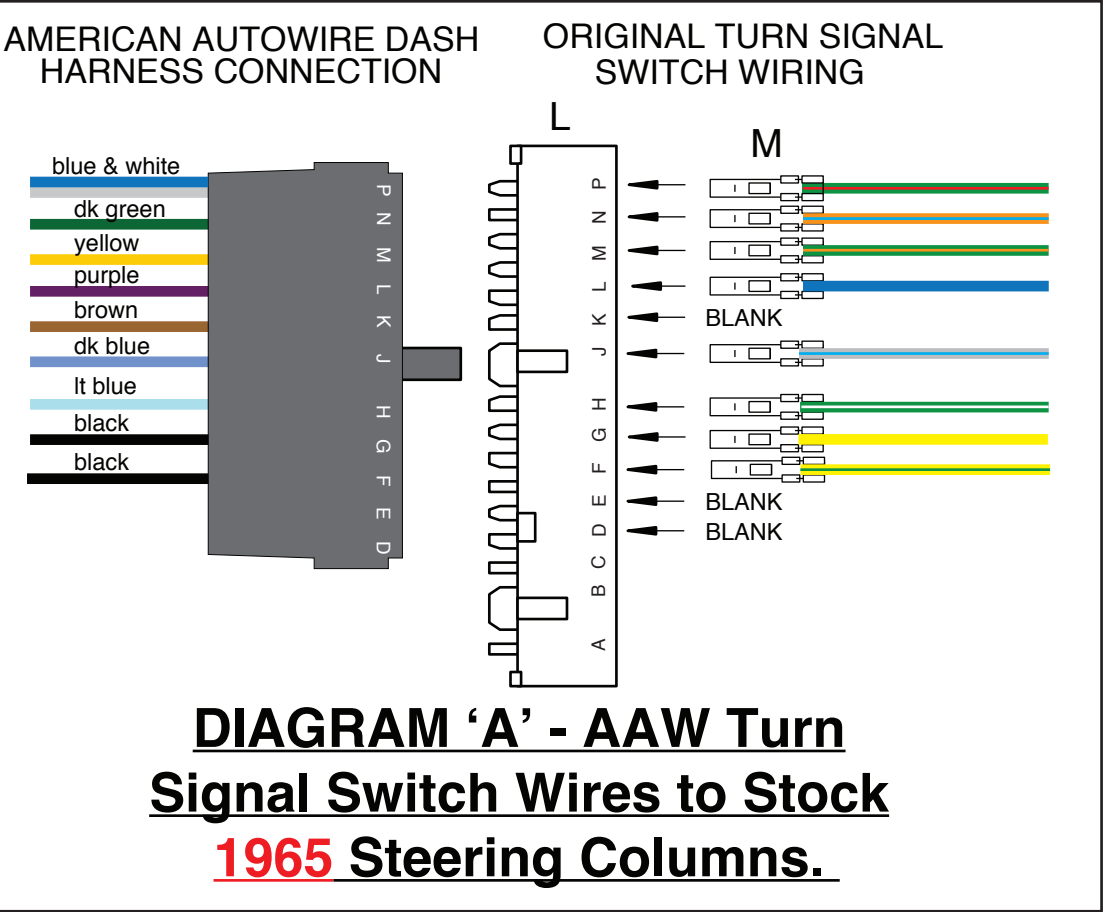 AMERICAN AUTOWIRE DASH
HARNESS CONNECTION
ORIGINAL TURN SIGNAL
SWITCH WIRING
L
M
blue & white
dk green
yellow
purple
brown
dk blue
lt blue
black
black
P
N
M
L
K
J
H
G
F
E
D
P
N
M
L
K
J
H
G
F
E
D
C
B
A
BLANK
BLANK
BLANK
DIAGRAM ‘A’ - AAW Turn
Signal Switch Wires to Stock
1965 Steering Columns.